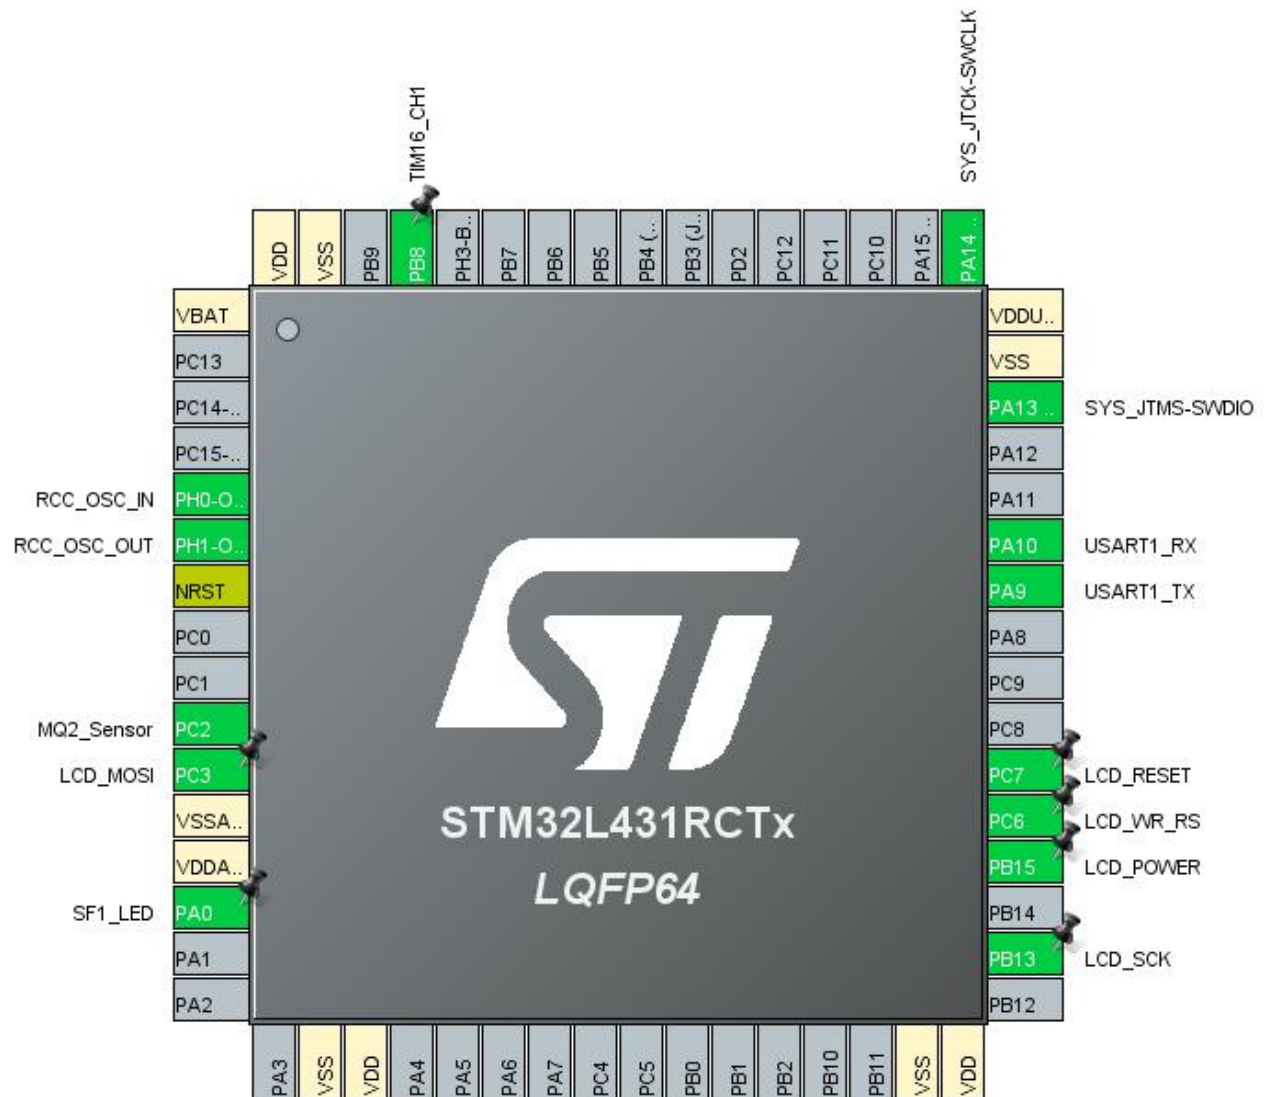 TIM16_CH1
SYS_JTCK-SWCLK
VDD
VSS
PB9
PB8
PH3-B..
PB7
PB6
PB5
PB4 (..
PB3 (J..
PD2
PC12
PC11
PC10
PA15 ..
PA14 ..
VBAT
PC13
PC14-..
PC15-..
RCC_OSC_IN PH0-O..
RCC_OSC_OUT PH1-O..
NRST
PC0
PC1
MQ2_Sensor PC2
LCD_MOSI PC3
VSSA..
VDDA..
SF1_LED PA0
PA1
PA2
ST
STM32L431RCTx
LQFP64
VDDU..
VSS
PA13 .. SYS_JTMS-SWDIO
PA12
PA11
PA10 USART1_RX
PA9 USART1_TX
PA8
PC9
PC8
PC7 LCD_RESET
PC6 LCD_WR_RS
PB15 LCD_POWER
PB14
PB13 LCD_SCK
PB12
PA3
VSS
VDD
PA4
PA5
PA6
PA7
PC4
PC5
PB0
PB1
PB2
PB10
PB11
VSS
VDD